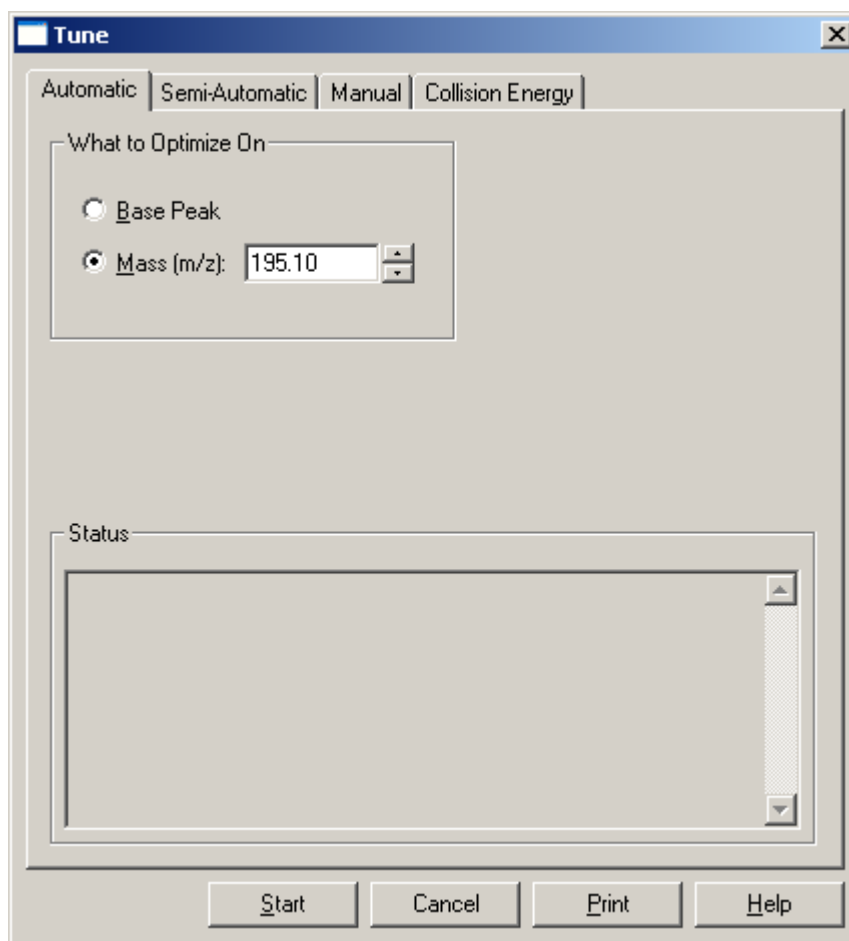 Tune
Automatic Semi-Automatic Manual Collision Energy
What to Optimize On
Base Peak
Mass (m/z): 195.10
Status
Start Cancel Print Help